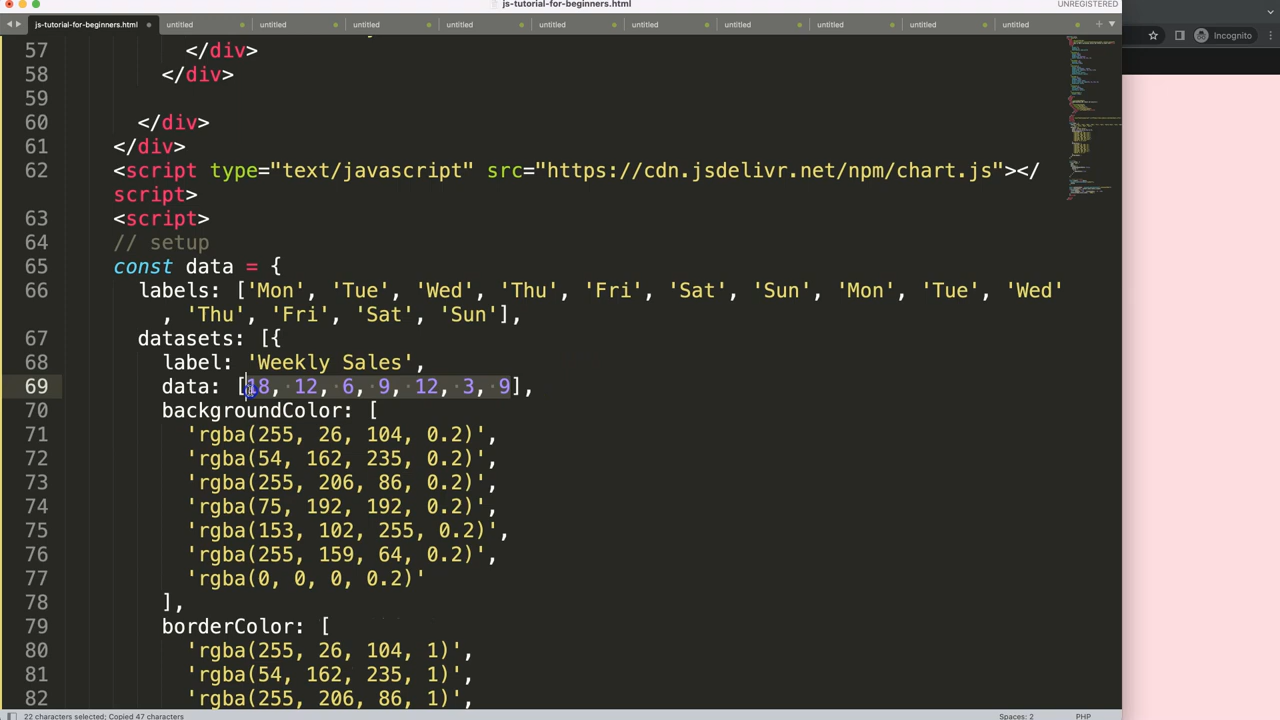 js-tutorial-for-beginners.html
UNREGISTERED
js-tutorial-for-beginners.html untitled untitled untitled untitled untitled untitled untitled untitled untitled untitled
Incognito
57 </div>
58 </div>
59
60 </div>
61 </div>
62 <script type="text/javascript" src="https://cdn.jsdelivr.net/npm/chart.js"></
script>
63 <script>
64 // setup
65 const data = {
66 labels: ['Mon', 'Tue', 'Wed', 'Thu', 'Fri', 'Sat', 'Sun', 'Mon', 'Tue', 'Wed'
, 'Thu', 'Fri', 'Sat', 'Sun'],
67 datasets: [{
68 label: 'Weekly Sales',
69 data: [18, 12, 6, 9, 12, 3, 9],
70 backgroundColor: [
71 'rgba(255, 26, 104, 0.2)',
72 'rgba(54, 162, 235, 0.2)',
73 'rgba(255, 206, 86, 0.2)',
74 'rgba(75, 192, 192, 0.2)',
75 'rgba(153, 102, 255, 0.2)',
76 'rgba(255, 159, 64, 0.2)',
77 'rgba(0, 0, 0, 0.2)'
78 ],
79 borderColor: [
80 'rgba(255, 26, 104, 1)',
81 'rgba(54, 162, 235, 1)',
82 'rgba(255, 206, 86, 1)',
22 characters selected; Copied 47 characters
Spaces: 2
PHP